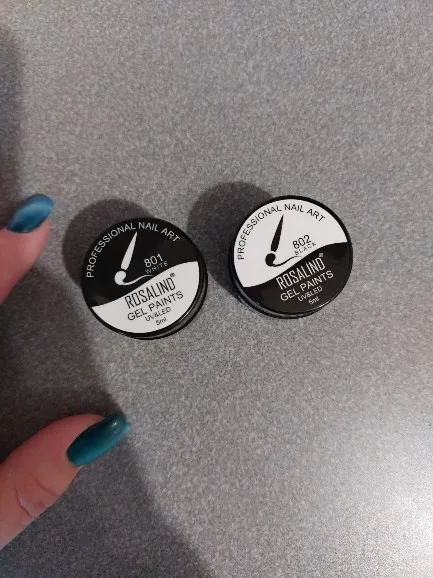 PROFESSIONAL NAIL ART
801
WHITE
ROSALIND®
GEL PAINTS
UV&LED
5ml
PROFESSIONAL NAIL ART
802
BLACK
ROSALIND®
GEL PAINTS
UV&LED
5ml